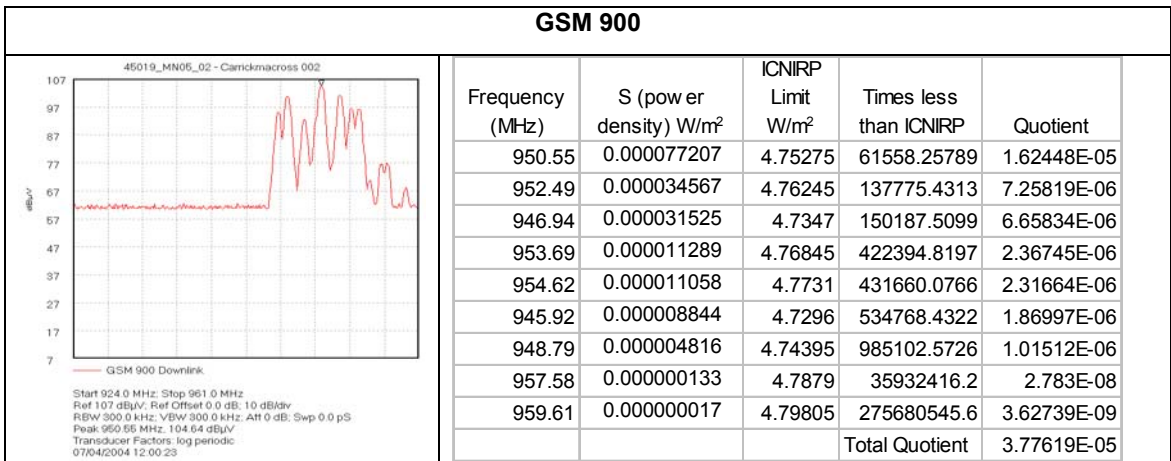 GSM 900
45019_MN05_02 - Carrickmacross 002
107
97
87
77
67
57
47
37
27
17
7
dBµV
GSM 900 Downlink
Start 924.0 MHz; Stop 961.0 MHz
Ref 107 dBµV; Ref Offset 0.0 dB; 10 dB/div
RBW 300.0 kHz; VBW 300.0 kHz; Att 0 dB; Swp 0.0 pS
Peak 950.55 MHz, 104.64 dBµV
Transducer Factors: log periodic
07/04/2004 12:00:23
Frequency (MHz) S (power density) W/m² ICNIRP Limit W/m² Times less than ICNIRP Quotient
950.55 0.000077207 4.75275 61558.25789 1.62448E-05
952.49 0.000034567 4.76245 137775.4313 7.25819E-06
946.94 0.000031525 4.7347 150187.5099 6.65834E-06
953.69 0.000011289 4.76845 422394.8197 2.36745E-06
954.62 0.000011058 4.7731 431660.0766 2.31664E-06
945.92 0.000008844 4.7296 534768.4322 1.86997E-06
948.79 0.000004816 4.74395 985102.5726 1.01512E-06
957.58 0.000000133 4.7879 35932416.2 2.783E-08
959.61 0.000000017 4.79805 275680545.6 3.62739E-09
Total Quotient 3.77619E-05